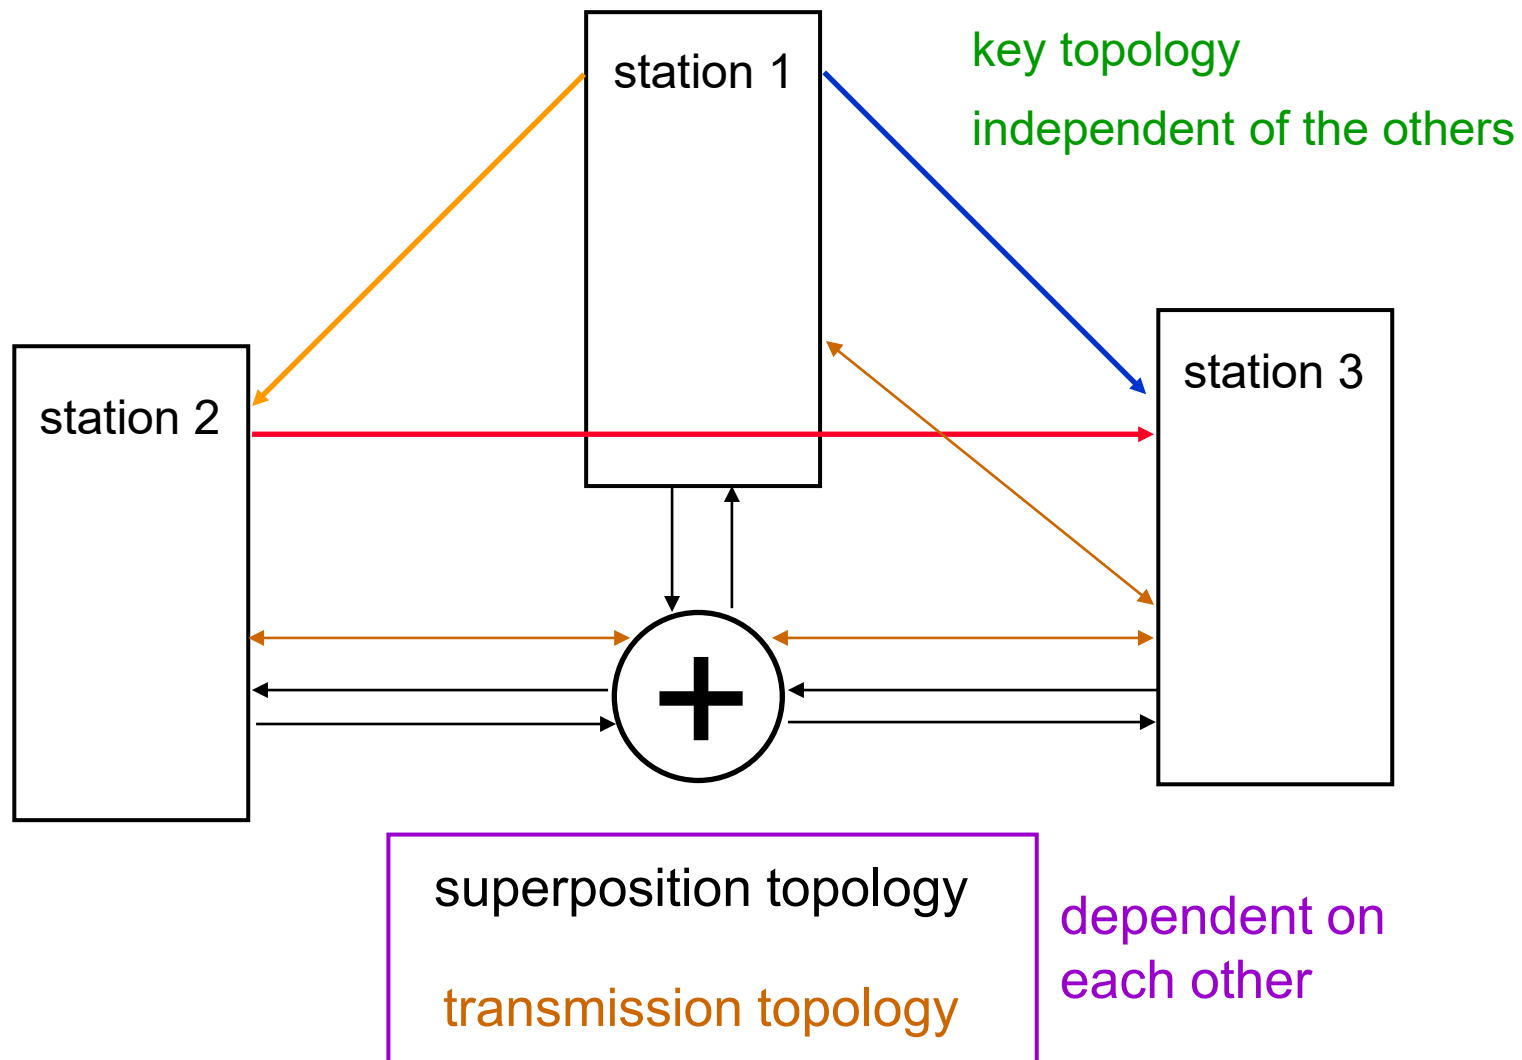 station 1
key topology
independent of the others
station 2
station 3
+
superposition topology
transmission topology
dependent on
each other